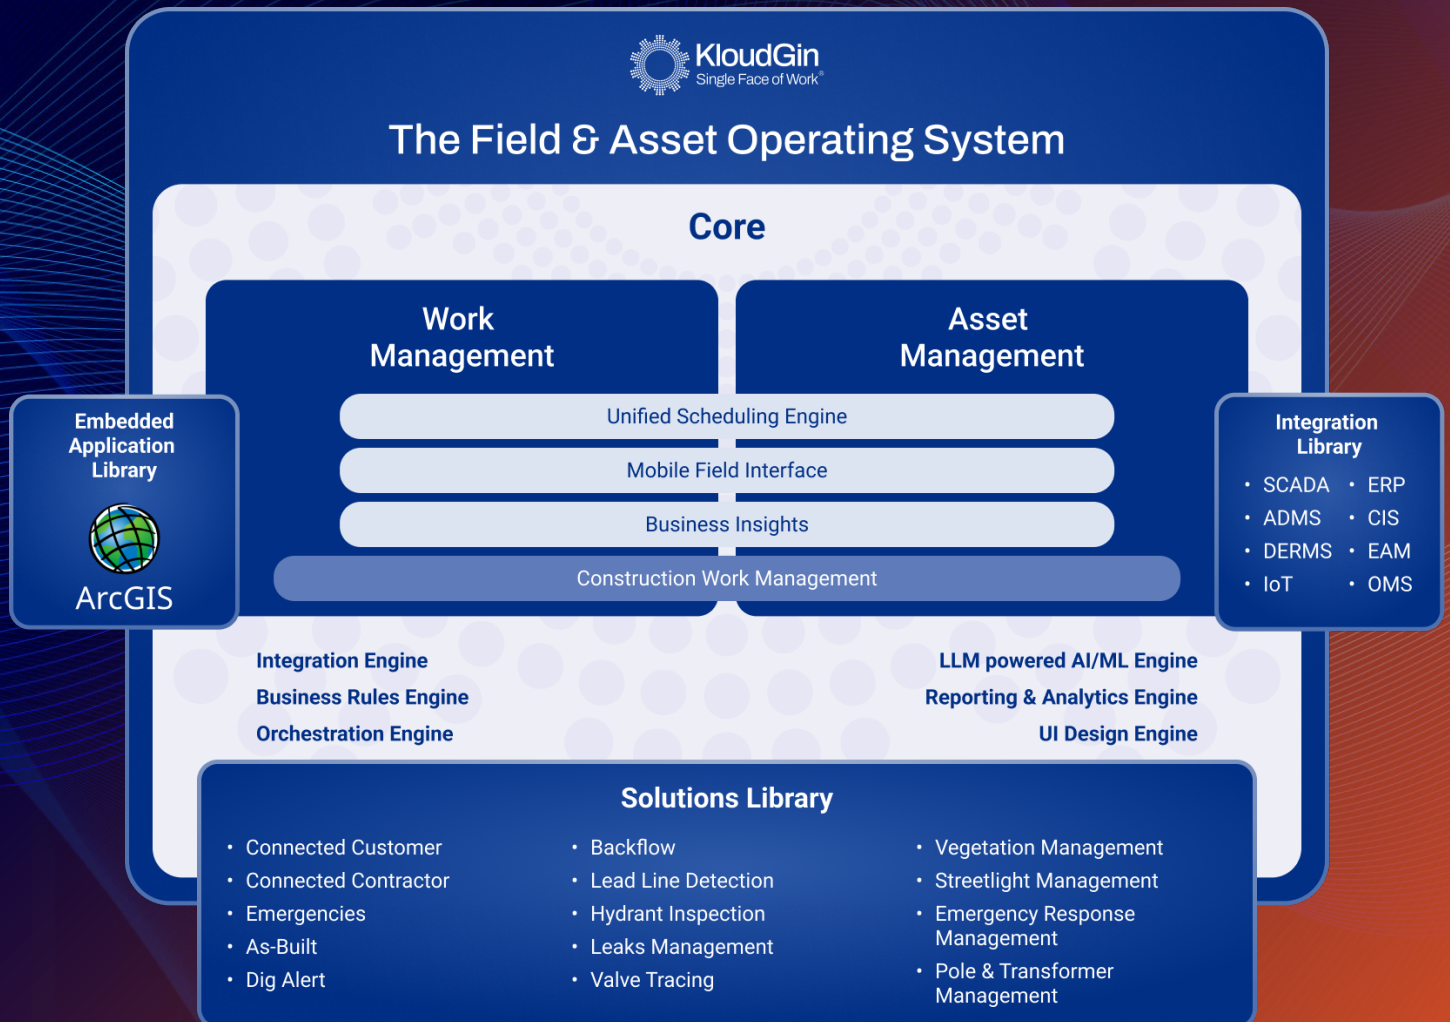 KloudGin
Single Face of Work®
The Field & Asset Operating System
Core
Work
Management
Asset
Management
Unified Scheduling Engine
Mobile Field Interface
Business Insights
Construction Work Management
Embedded
Application
Library
ArcGIS
Integration
Library
• SCADA • ERP
• ADMS • CIS
• DERMS • EAM
• IoT • OMS
Integration Engine
Business Rules Engine
Orchestration Engine
LLM powered AI/ML Engine
Reporting & Analytics Engine
UI Design Engine
Solutions Library
• Connected Customer
• Connected Contractor
• Emergencies
• As-Built
• Dig Alert
• Backflow
• Lead Line Detection
• Hydrant Inspection
• Leaks Management
• Valve Tracing
• Vegetation Management
• Streetlight Management
• Emergency Response
Management
• Pole & Transformer
Management